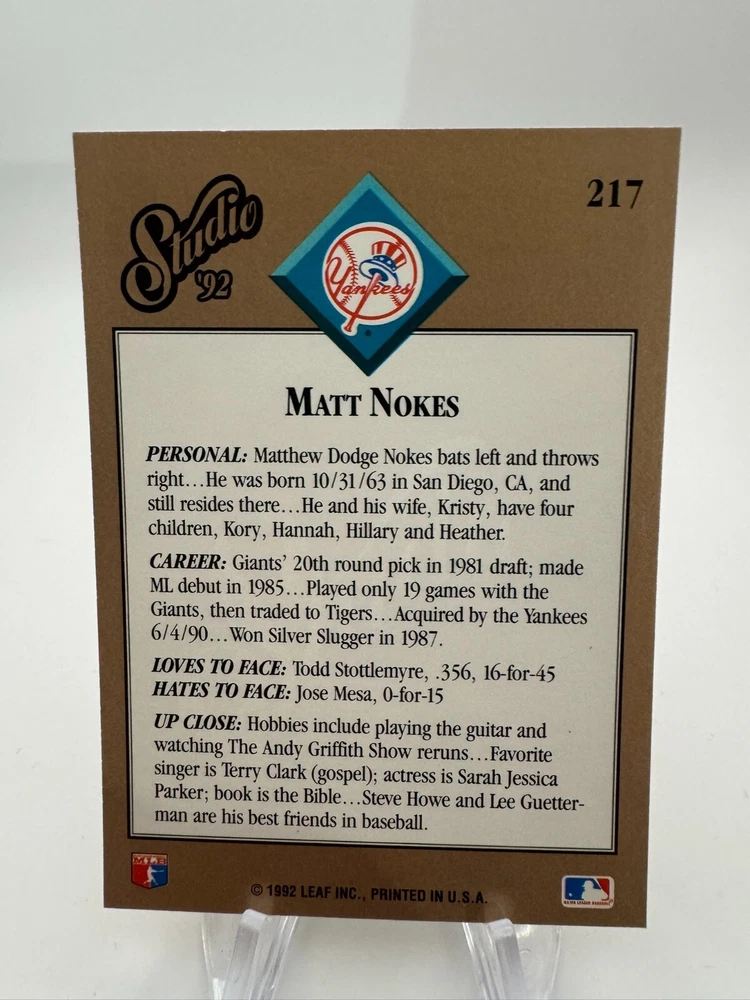 Studio
'92
217
Yankees
MATT NOKES
PERSONAL: Matthew Dodge Nokes bats left and throws
right...He was born 10/31/63 in San Diego, CA, and
still resides there...He and his wife, Kristy, have four
children, Kory, Hannah, Hillary and Heather.
CAREER: Giants' 20th round pick in 1981 draft; made
ML debut in 1985...Played only 19 games with the
Giants, then traded to Tigers...Acquired by the Yankees
6/4/90...Won Silver Slugger in 1987.
LOVES TO FACE: Todd Stottlemyre, .356, 16-for-45
HATES TO FACE: Jose Mesa, 0-for-15
UP CLOSE: Hobbies include playing the guitar and
watching The Andy Griffith Show reruns...Favorite
singer is Terry Clark (gospel); actress is Sarah Jessica
Parker; book is the Bible...Steve Howe and Lee Guetter-
man are his best friends in baseball.
MLB
© 1992 LEAF INC., PRINTED IN U.S.A.
MAJOR LEAGUE BASEBALL